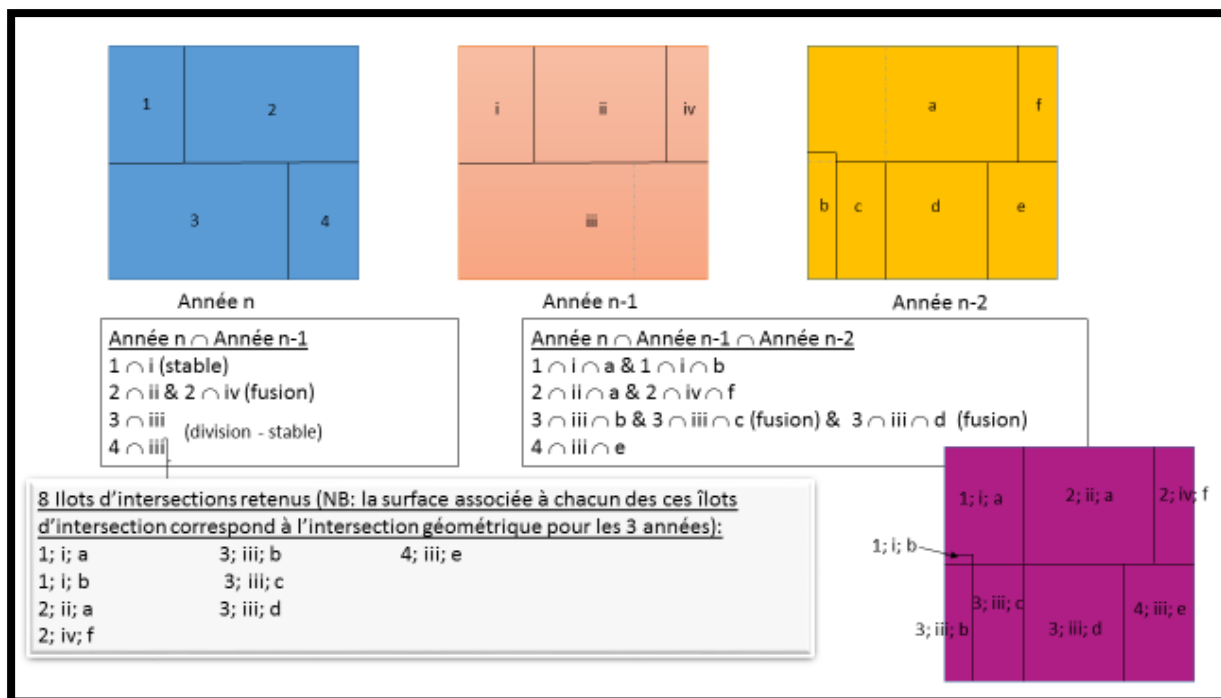 1
2
3
4
i
ii
iv
iii
a
f
b
c
d
e
Année n
Année n-1
Année n-2
Année n ∩ Année n-1
1 ∩ i (stable)
2 ∩ ii & 2 ∩ iv (fusion)
3 ∩ iii
(division - stable)
4 ∩ iii
Année n ∩ Année n-1 ∩ Année n-2
1 ∩ i ∩ a & 1 ∩ i ∩ b
2 ∩ ii ∩ a & 2 ∩ iv ∩ f
3 ∩ iii ∩ b & 3 ∩ iii ∩ c (fusion) & 3 ∩ iii ∩ d (fusion)
4 ∩ iii ∩ e
8 Ilots d'intersections retenus (NB: la surface associée à chacun des ces îlots
d'intersection correspond à l'intersection géométrique pour les 3 années):
1; i; a 3; iii; b 4; iii; e
1; i; b 3; iii; c
2; ii; a 3; iii; d
2; iv; f
1; i; a
2; ii; a
2; iv; f
1; i; b
3; iii; c
4; iii; e
3; iii; b
3; iii; d